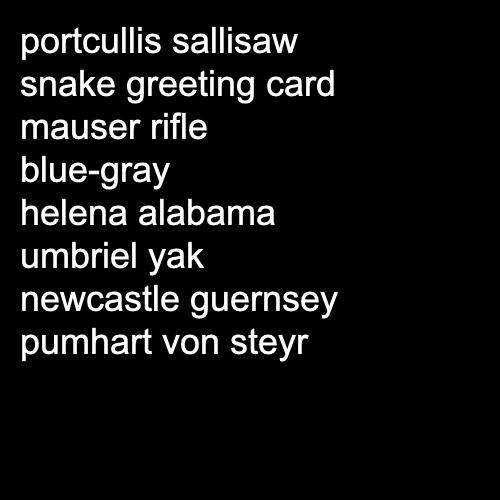 portcullis sallisaw
snake greeting card
mauser rifle
blue-gray
helena alabama
umbriel yak
newcastle guernsey
pumhart von steyr